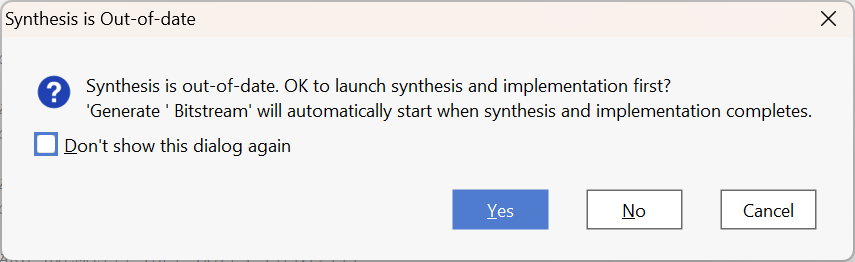 Synthesis is Out-of-date
Synthesis is out-of-date. OK to launch synthesis and implementation first?
'Generate ' Bitstream' will automatically start when synthesis and implementation completes.
Don't show this dialog again
Yes
No
Cancel